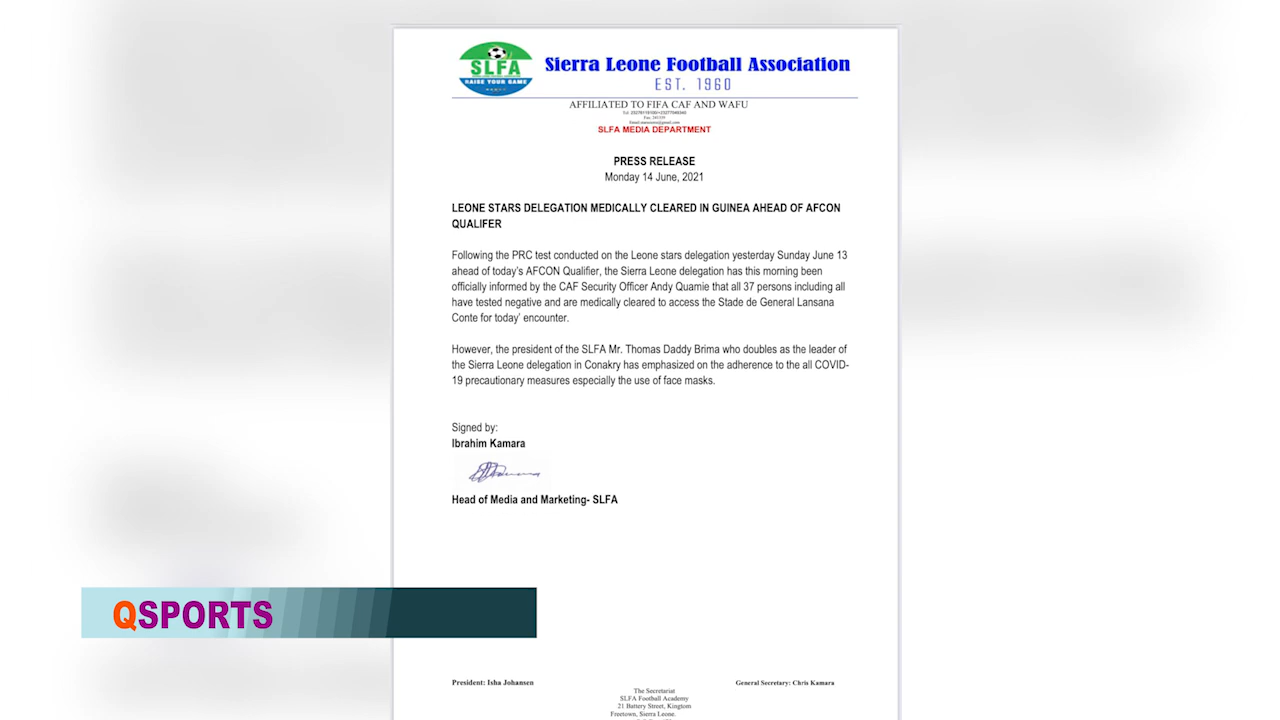 SLFA
RAISE YOUR GAME
Sierra Leone Football Association
EST. 1960
AFFILIATED TO FIFA CAF AND WAFU
SLFA MEDIA DEPARTMENT
PRESS RELEASE
Monday 14 June, 2021
LEONE STARS DELEGATION MEDICALLY CLEARED IN GUINEA AHEAD OF AFCON
QUALIFER
Following the PRC test conducted on the Leone stars delegation yesterday Sunday June 13
ahead of today's AFCON Qualifier, the Sierra Leone delegation has this morning been
officially informed by the CAF Security Officer Andy Quamie that all 37 persons including all
have tested negative and are medically cleared to access the Stade de General Lansana
Conte for today' encounter.
However, the president of the SLFA Mr. Thomas Daddy Brima who doubles as the leader of
the Sierra Leone delegation in Conakry has emphasized on the adherence to the all COVID-
19 precautionary measures especially the use of face masks.
Signed by:
Ibrahim Kamara
Head of Media and Marketing- SLFA
QSPORTS
President: Isha Johansen
General Secretary: Chris Kamara
The Secretariat
SLFA Football Academy
21 Battery Street, Kingtom
Freetown, Sierra Leone.